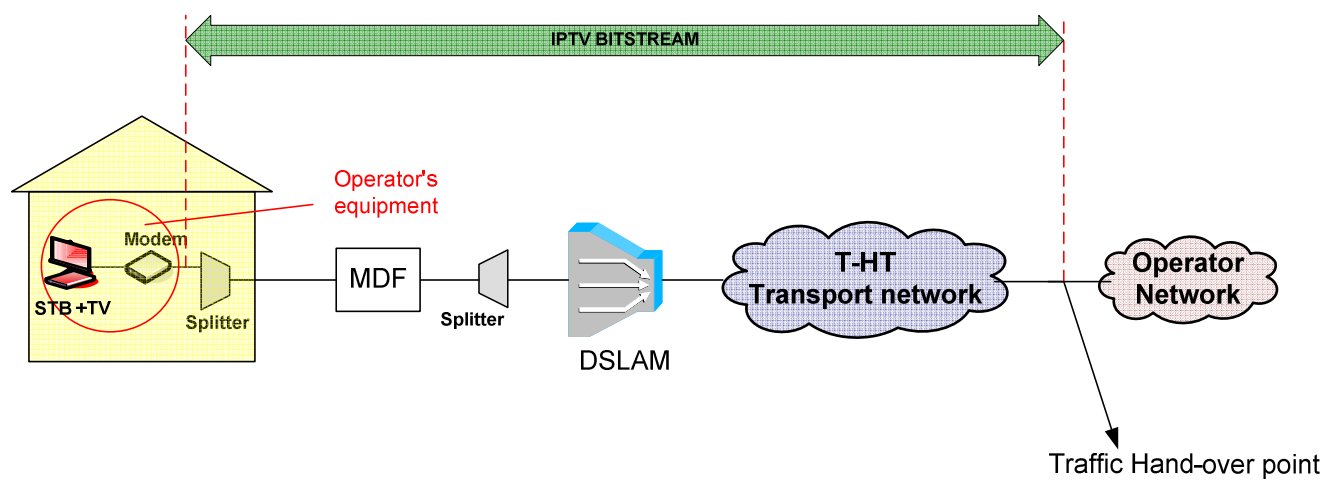 IPTV BITSTREAM
Operator's
equipment
Modem
STB +TV
Splitter
MDF
Splitter
DSLAM
T-HT
Transport network
Operator
Network
Traffic Hand-over point